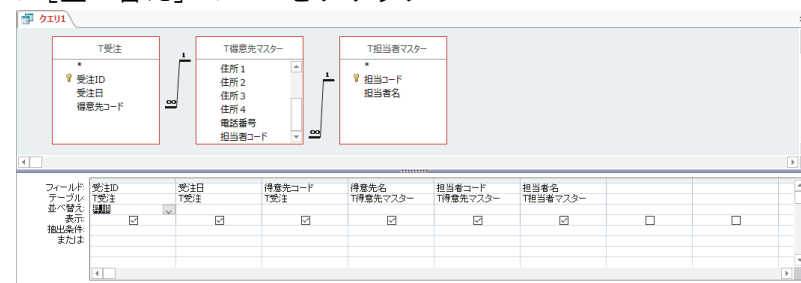 クエリ1
T受注
*
受注ID
受注日
得意先コード
1
∞
T得意先マスター
住所1
住所2
住所3
住所4
電話番号
担当者コード
1
∞
T担当者マスター
*
担当コード
担当者名
フィールド: 受注ID 受注日 得意先コード 得意先名 担当者コード 担当者名
テーブル: T受注 T受注 T受注 T得意先マスター T得意先マスター T担当者マスター
並べ替え: 昇順
表示:
抽出条件:
または: